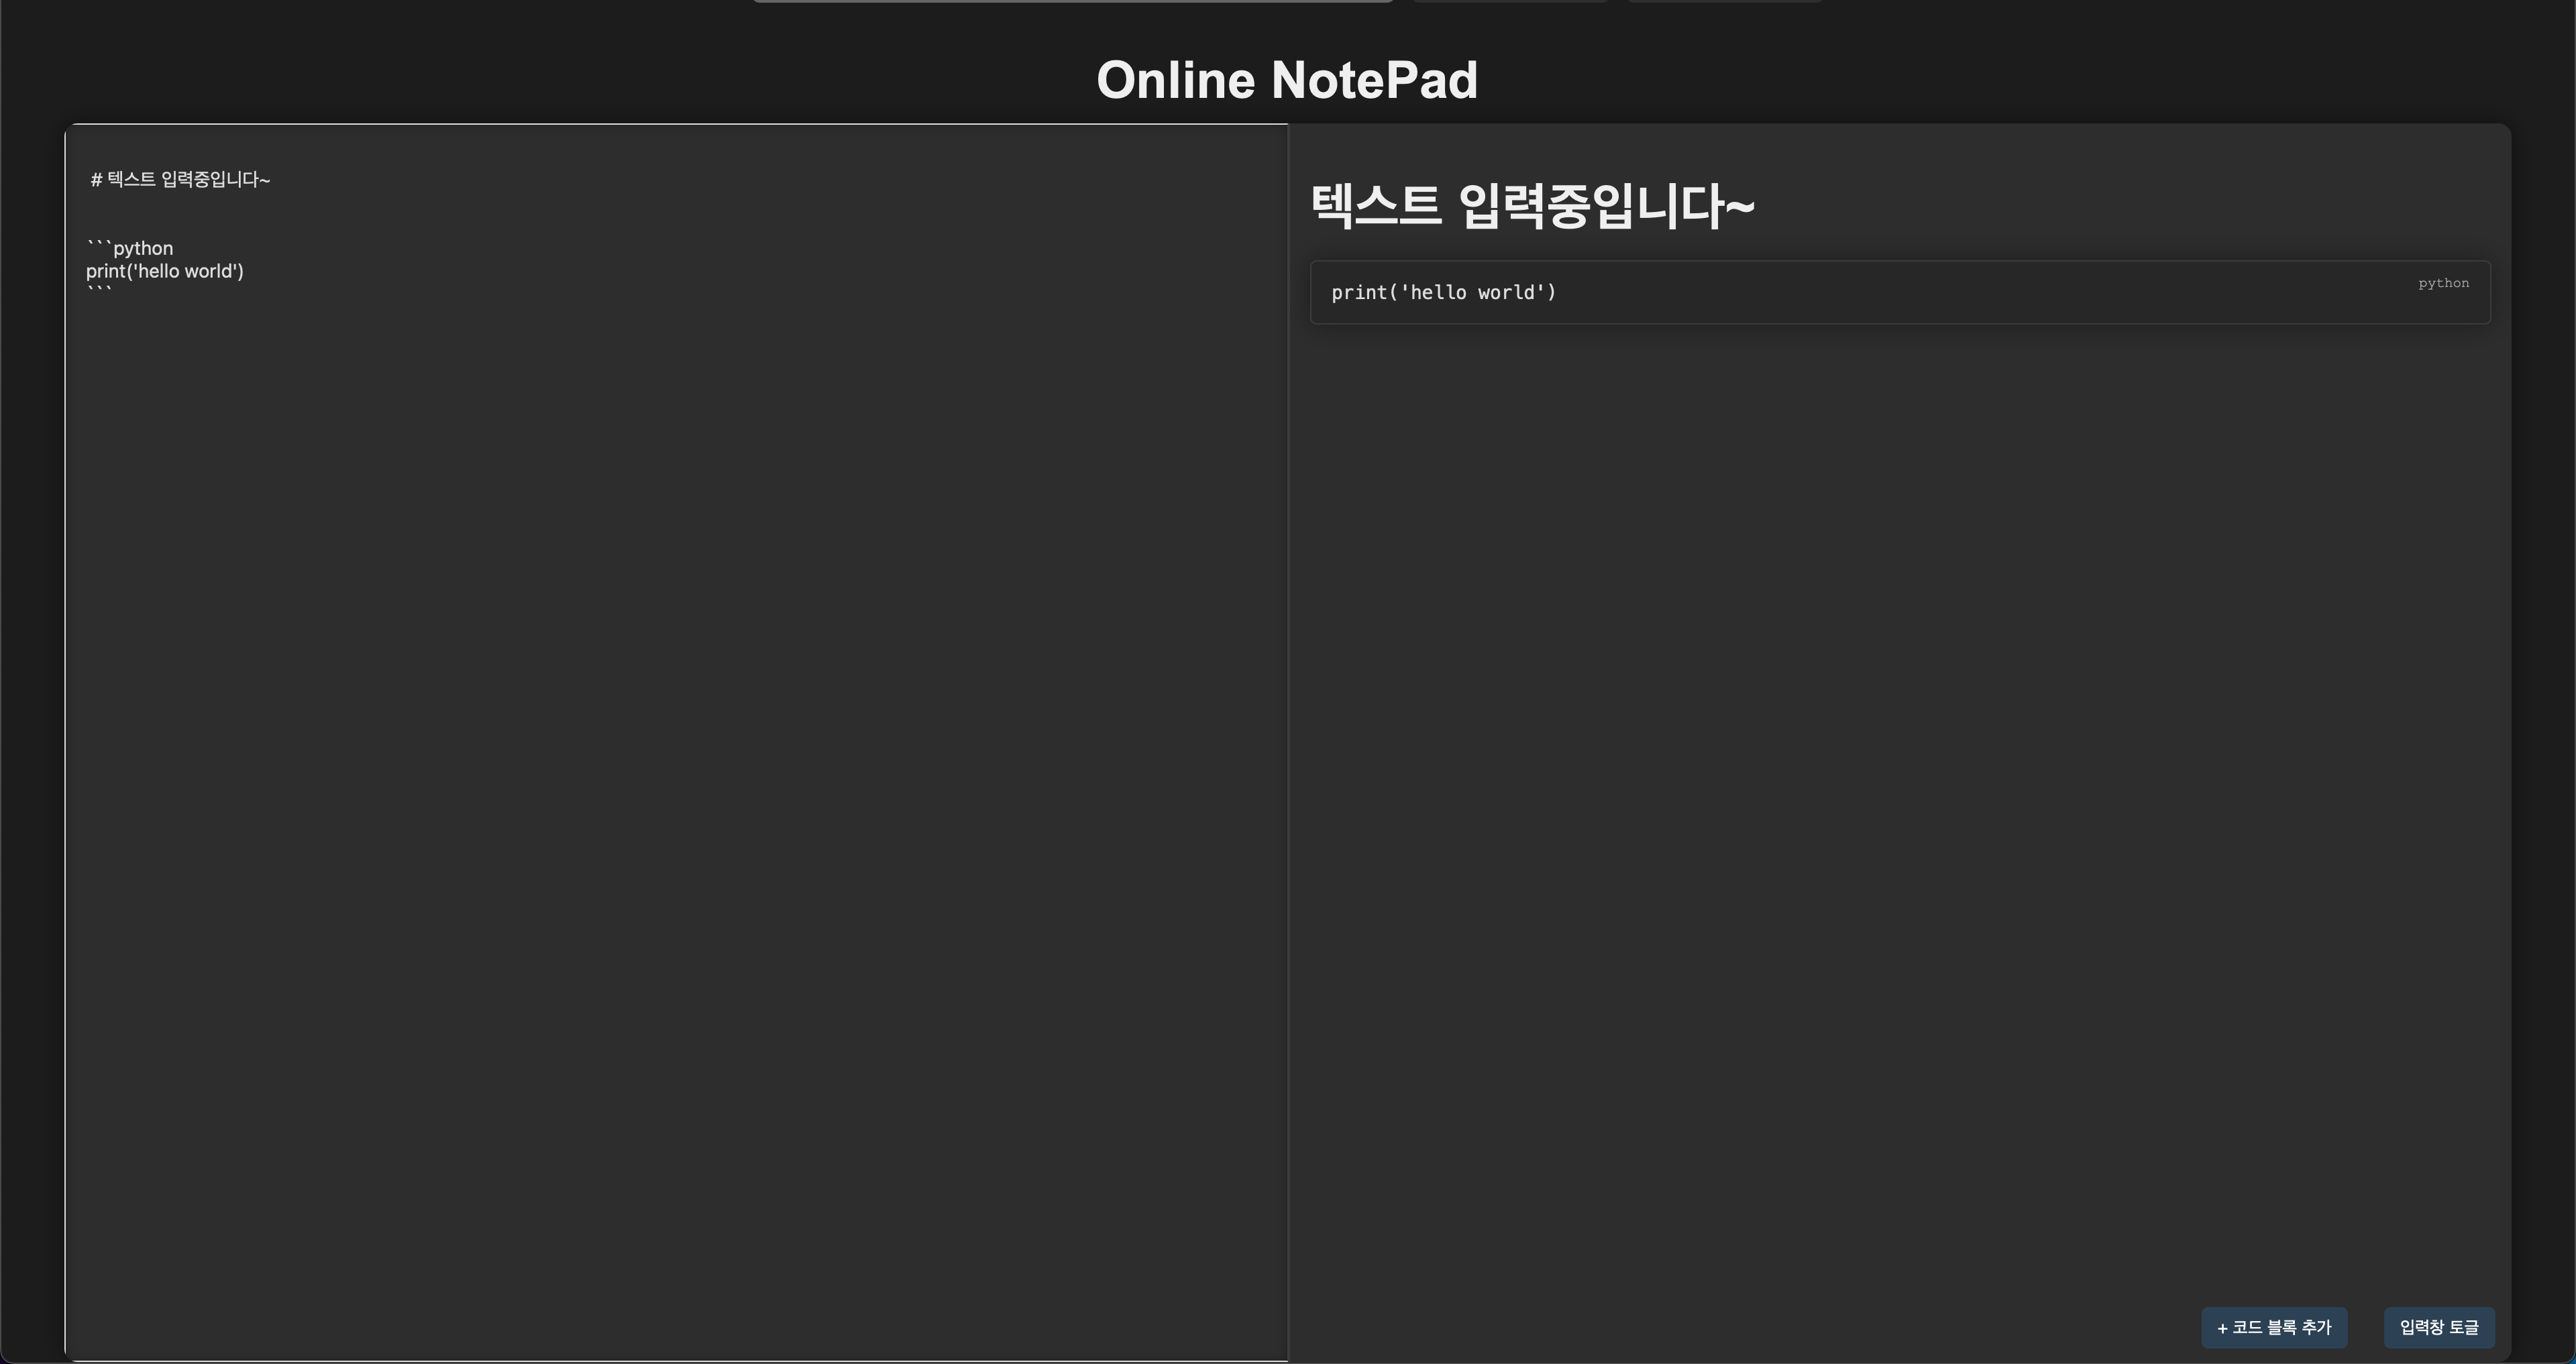 Online NotePad
# 텍스트 입력중입니다~
```python
print('hello world')
```
텍스트 입력중입니다~
print('hello world')
python
+ 코드 블록 추가
입력창 토글